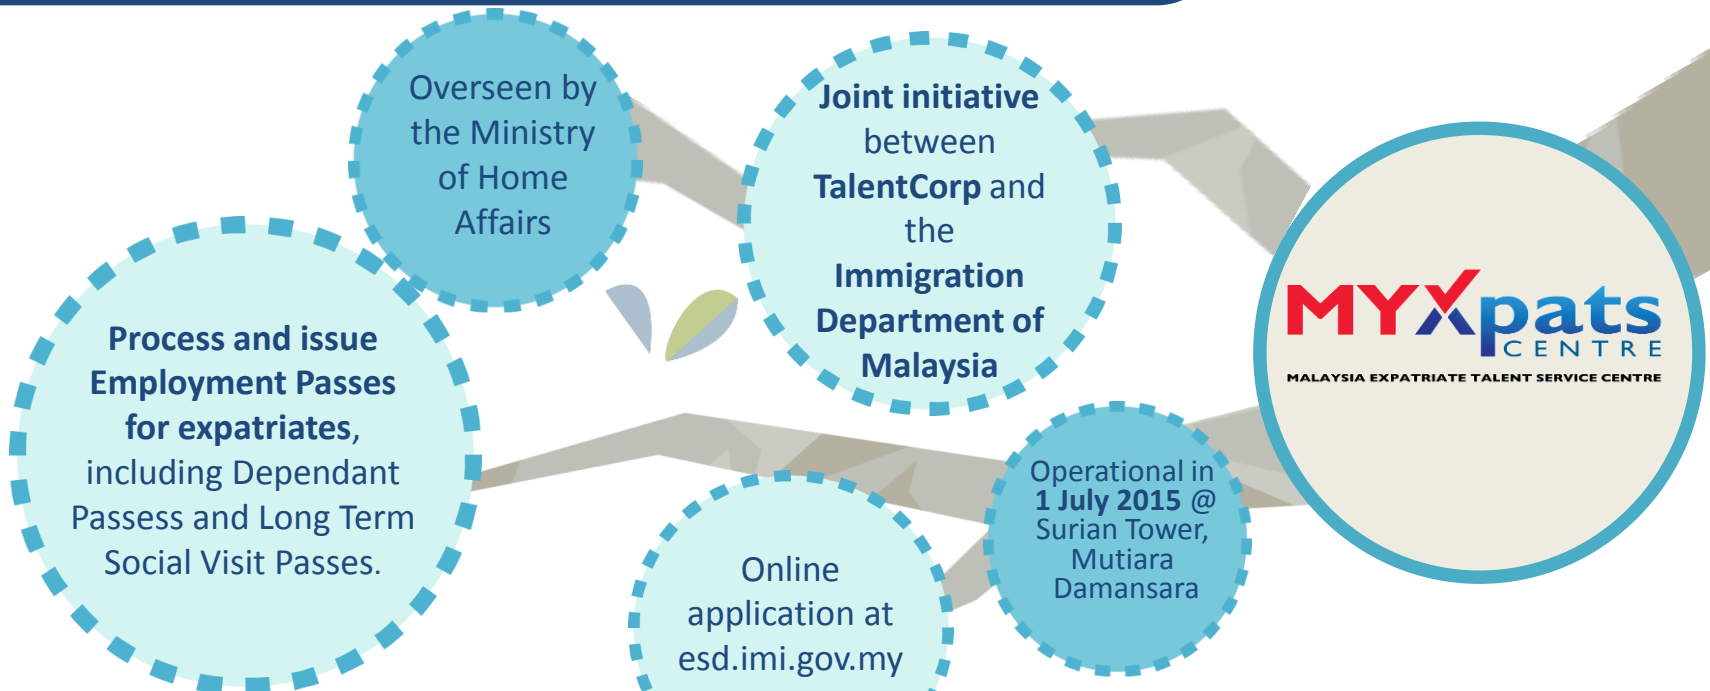 Overseen by
the Ministry
of Home
Affairs
Joint initiative
between
TalentCorp and
the
Immigration
Department of
Malaysia
MYXpats
CENTRE
MALAYSIA EXPATRIATE TALENT SERVICE CENTRE
Process and issue
Employment Passes
for expatriates,
including Dependant
Passess and Long Term
Social Visit Passes.
Operational in
1 July 2015 @
Surian Tower,
Mutiara
Damansara
Online
application at
esd.imi.gov.my